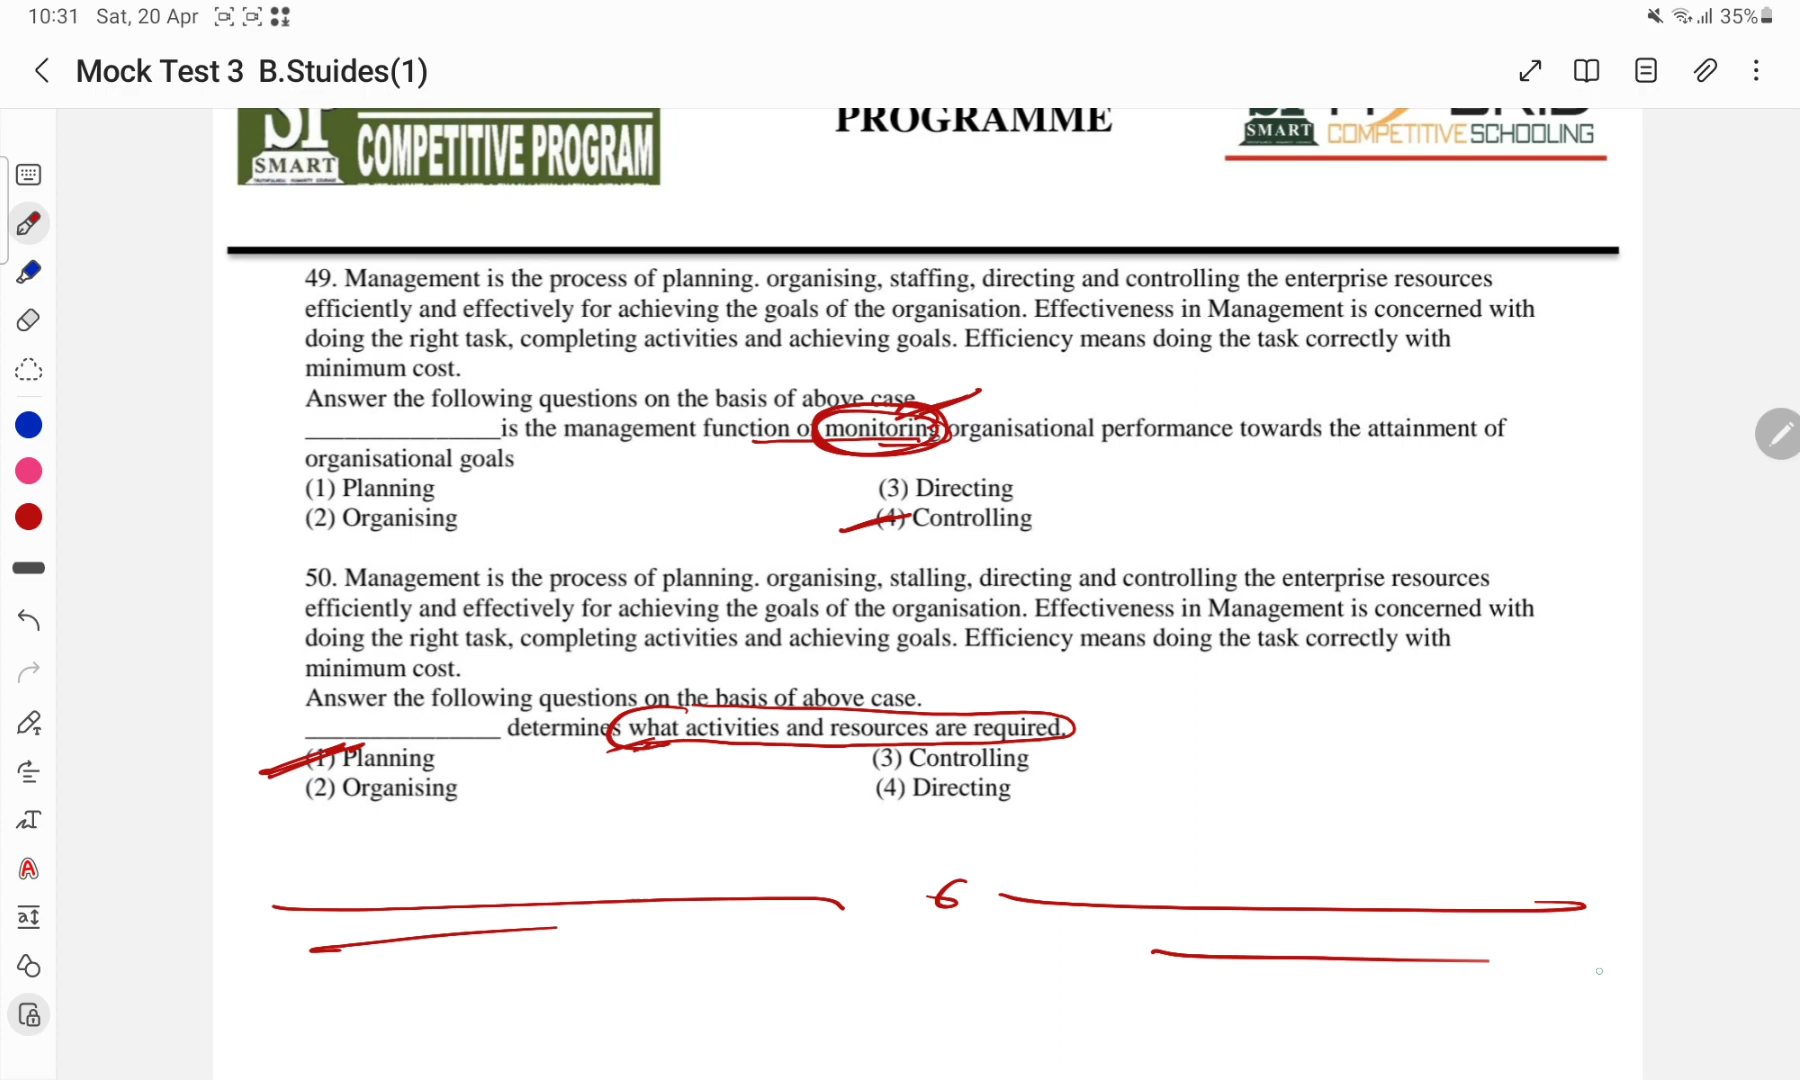 10:31 Sat, 20 Apr 35%
Mock Test 3 B.Stuides(1)
SMART COMPETITIVE PROGRAM
PROGRAMME
SMART COMPETITIVE SCHOOLING
49. Management is the process of planning. organising, staffing, directing and controlling the enterprise resources
efficiently and effectively for achieving the goals of the organisation. Effectiveness in Management is concerned with
doing the right task, completing activities and achieving goals. Efficiency means doing the task correctly with
minimum cost.
Answer the following questions on the basis of above case
______________is the management function of monitoring organisational performance towards the attainment of
organisational goals
(1) Planning (3) Directing
(2) Organising (4) Controlling
50. Management is the process of planning. organising, stalling, directing and controlling the enterprise resources
efficiently and effectively for achieving the goals of the organisation. Effectiveness in Management is concerned with
doing the right task, completing activities and achieving goals. Efficiency means doing the task correctly with
minimum cost.
Answer the following questions on the basis of above case.
______________ determines what activities and resources are required.
(1) Planning (3) Controlling
(2) Organising (4) Directing